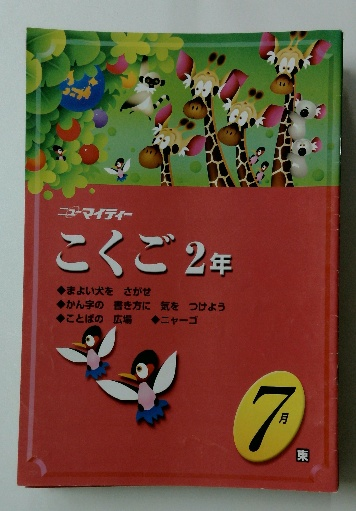 ニューマイティー
こくご 2年
◆まよい犬を さがせ
◆かん字の 書き方に 気を つけよう
◆ことばの 広場 ◆ニャーゴ
7月
東